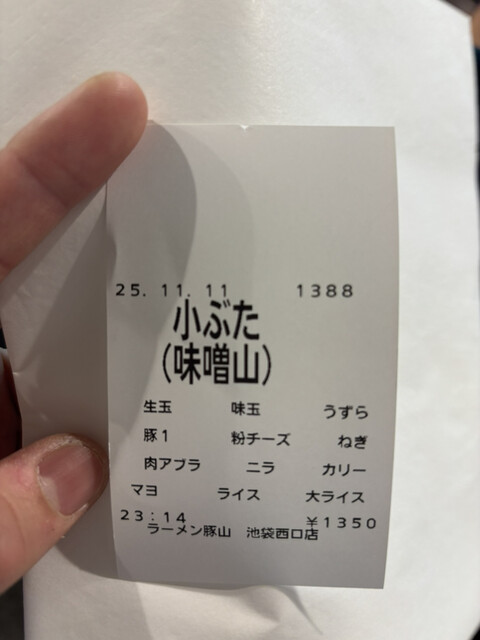 25. 11. 11 1388
小ぶた
(味噌山)
生玉 味玉 うずら
豚1 粉チーズ ねぎ
肉アブラ ニラ カリー
マヨ ライス 大ライス
23:14 ¥1350
ラーメン豚山 池袋西口店